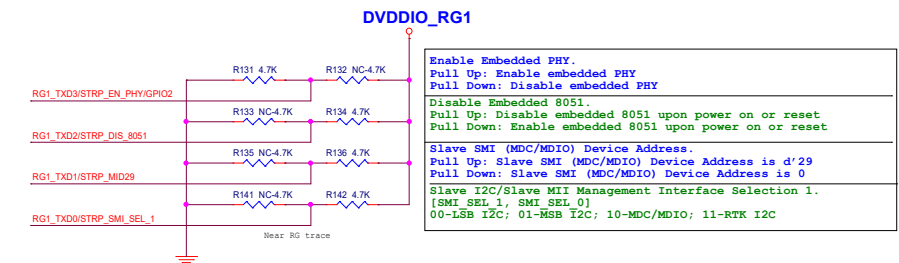 DVDDIO_RG1
R131 4.7K
R132 NC-4.7K
RG1_TXD3/STRP_EN_PHY/GPIO2
R133 NC-4.7K
R134 4.7K
RG1_TXD2/STRP_DIS_8051
R135 NC-4.7K
R136 4.7K
RG1_TXD1/STRP_MID29
R141 NC-4.7K
R142 4.7K
RG1_TXD0/STRP_SMI_SEL_1
Near RG trace
Enable Embedded PHY.
Pull Up: Enable embedded PHY
Pull Down: Disable embedded PHY
Disable Embedded 8051.
Pull Up: Disable embedded 8051 upon power on or reset
Pull Down: Enable embedded 8051 upon power on or reset
Slave SMI (MDC/MDIO) Device Address.
Pull Up: Slave SMI (MDC/MDIO) Device Address is d'29
Pull Down: Slave SMI (MDC/MDIO) Device Address is 0
Slave I2C/Slave MII Management Interface Selection 1.
[SMI_SEL_1, SMI_SEL_0]
00-LSB I2C; 01-MSB I2C; 10-MDC/MDIO; 11-RTK I2C